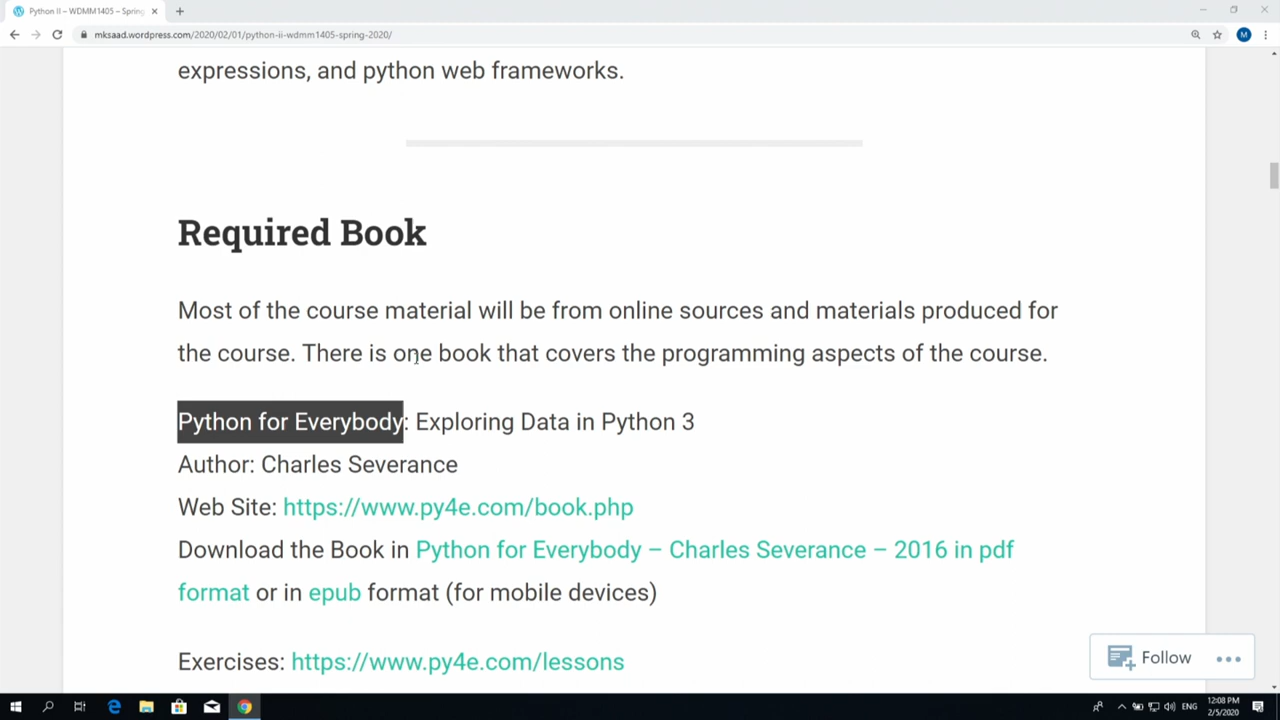 Python II – WDMM1405 – Spring
mksaad.wordpress.com/2020/02/01/python-ii-wdmm1405-spring-2020/
M
expressions, and python web frameworks.
Required Book
Most of the course material will be from online sources and materials produced for
the course. There is one book that covers the programming aspects of the course.
Python for Everybody: Exploring Data in Python 3
Author: Charles Severance
Web Site: https://www.py4e.com/book.php
Download the Book in Python for Everybody – Charles Severance – 2016 in pdf
format or in epub format (for mobile devices)
Exercises: https://www.py4e.com/lessons
Follow
ENG
12:08 PM
2/5/2020